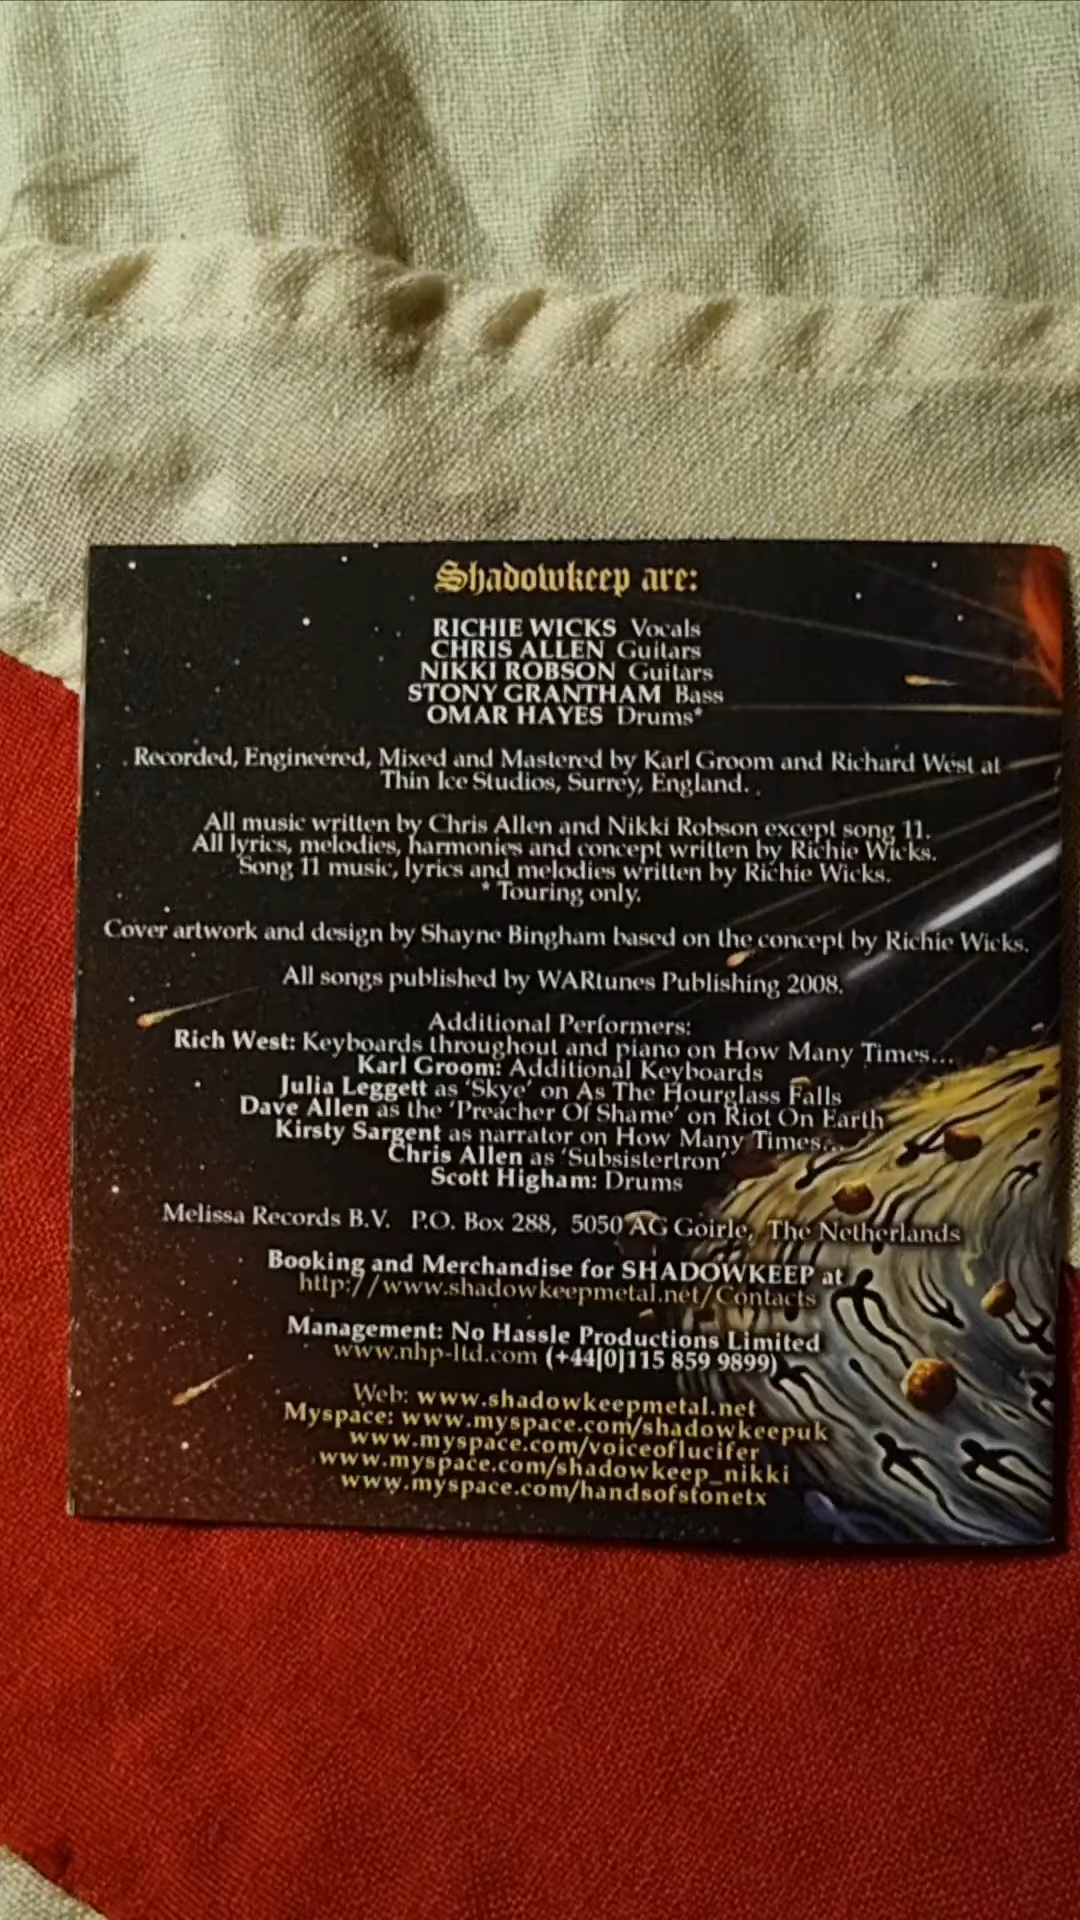 Shadowkeep are:
RICHIE WICKS Vocals
CHRIS ALLEN Guitars
NIKKI ROBSON Guitars
STONY GRANTHAM Bass
OMAR HAYES Drums*
Recorded, Engineered, Mixed and Mastered by Karl Groom and Richard West at
Thin Ice Studios, Surrey, England.
All music written by Chris Allen and Nikki Robson except song 11.
All lyrics, melodies, harmonies and concept written by Richie Wicks.
Song 11 music, lyrics and melodies written by Richie Wicks.
* Touring only.
Cover artwork and design by Shayne Bingham based on the concept by Richie Wicks.
All songs published by WARtunes Publishing 2008.
Additional Performers:
Rich West: Keyboards throughout and piano on How Many Times...
Karl Groom: Additional Keyboards
Julia Leggett as 'Skye' on As The Hourglass Falls
Dave Allen as the 'Preacher Of Shame' on Riot On Earth
Kirsty Sargent as narrator on How Many Times...
Chris Allen as 'Subsistertron'
Scott Higham: Drums
Melissa Records B.V. P.O. Box 288, 5050 AG Goirle, The Netherlands
Booking and Merchandise for SHADOWKEEP at
http://www.shadowkeepmetal.net/Contacts
Management: No Hassle Productions Limited
www.nhp-ltd.com (+44[0]115 859 9899)
Web: www.shadowkeepmetal.net
Myspace: www.myspace.com/shadowkeepuk
www.myspace.com/voiceoflucifer
www.myspace.com/shadowkeep_nikki
www.myspace.com/handsofstonetx